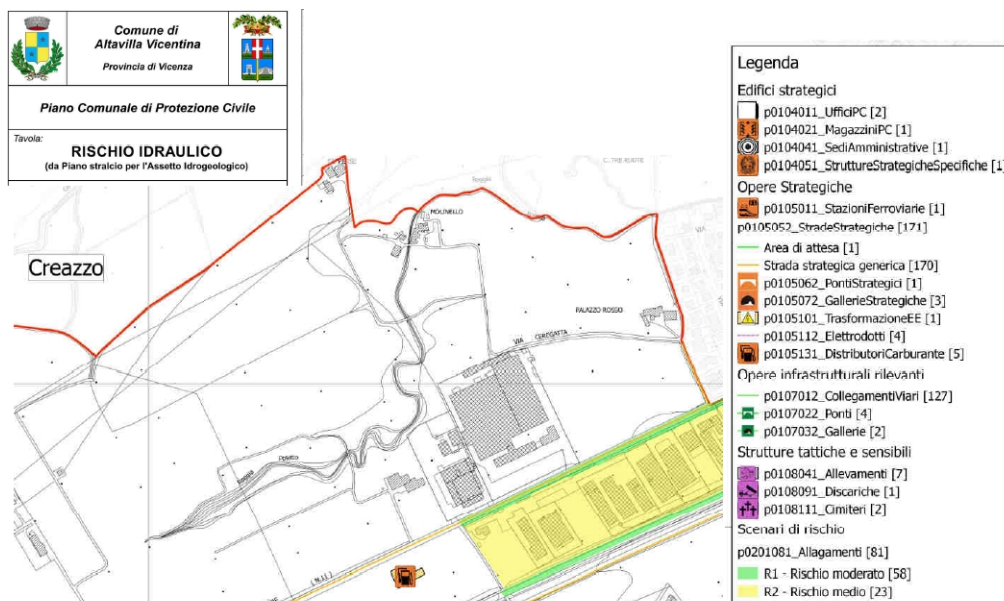 Comune di
Altavilla Vicentina
Provincia di Vicenza
Piano Comunale di Protezione Civile
Tavola:
RISCHIO IDRAULICO
(da Piano stralcio per l'Assetto Idrogeologico)
Creazzo
MOLINELLO
PALAZZO ROSSO
VIA
VIA CEREGATTA
Legenda
Edifici strategici
p0104011_UfficiPC [2]
p0104021_MagazziniPC [1]
p0104041_SediAmministrative [1]
p0104051_StruttureStrategicheSpecifiche [1]
Opere Strategiche
p0105011_StazioniFerroviarie [1]
p0105052_StradeStrategiche [171]
Area di attesa [1]
Strada strategica generica [170]
p0105062_PontiStrategici [1]
p0105072_GallerieStrategiche [3]
p0105101_TrasformazioneEE [1]
p0105112_Elettrodotti [4]
p0105131_DistributoriCarburante [5]
Opere infrastrutturali rilevanti
p0107012_CollegamentiViari [127]
p0107022_Ponti [4]
p0107032_Gallerie [2]
Strutture tattiche e sensibili
p0108041_Allevamenti [7]
p0108091_Discariche [1]
p0108111_Cimiteri [2]
Scenari di rischio
p0201081_Allagamenti [81]
R1 - Rischio moderato [58]
R2 - Rischio medio [23]